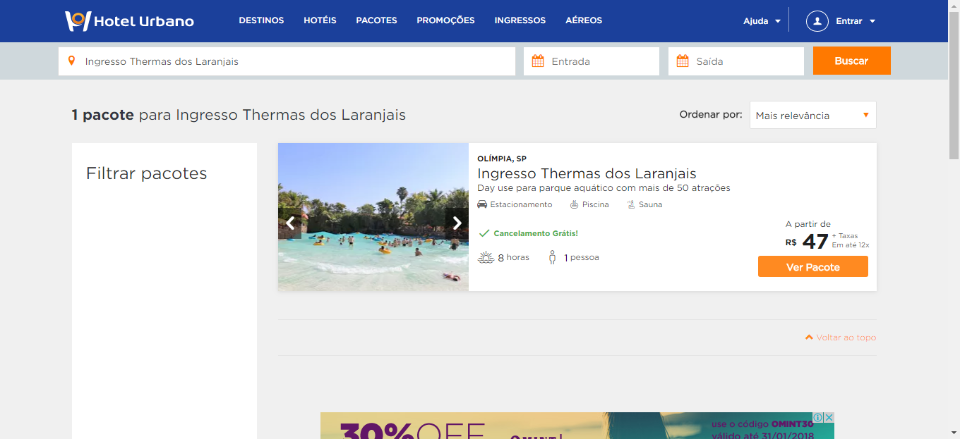 Hotel Urbano
DESTINOS HOTÉIS PACOTES PROMOÇÕES INGRESSOS AÉREOS
Ajuda Entrar
Ingresso Thermas dos Laranjais
Entrada
Saída
Buscar
1 pacote para Ingresso Thermas dos Laranjais
Ordenar por: Mais relevância
Filtrar pacotes
OLÍMPIA, SP
Ingresso Thermas dos Laranjais
Day use para parque aquático com mais de 50 atrações
Estacionamento Piscina Sauna
Cancelamento Grátis!
8 horas 1 pessoa
A partir de
R$ 47 + Taxas
Em até 12x
Ver Pacote
Voltar ao topo
30% OFF
OMINT
use o código OMINT30
válido até 31/01/2018